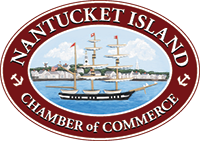 NANTUCKET ISLAND
CHAMBER of COMMERCE